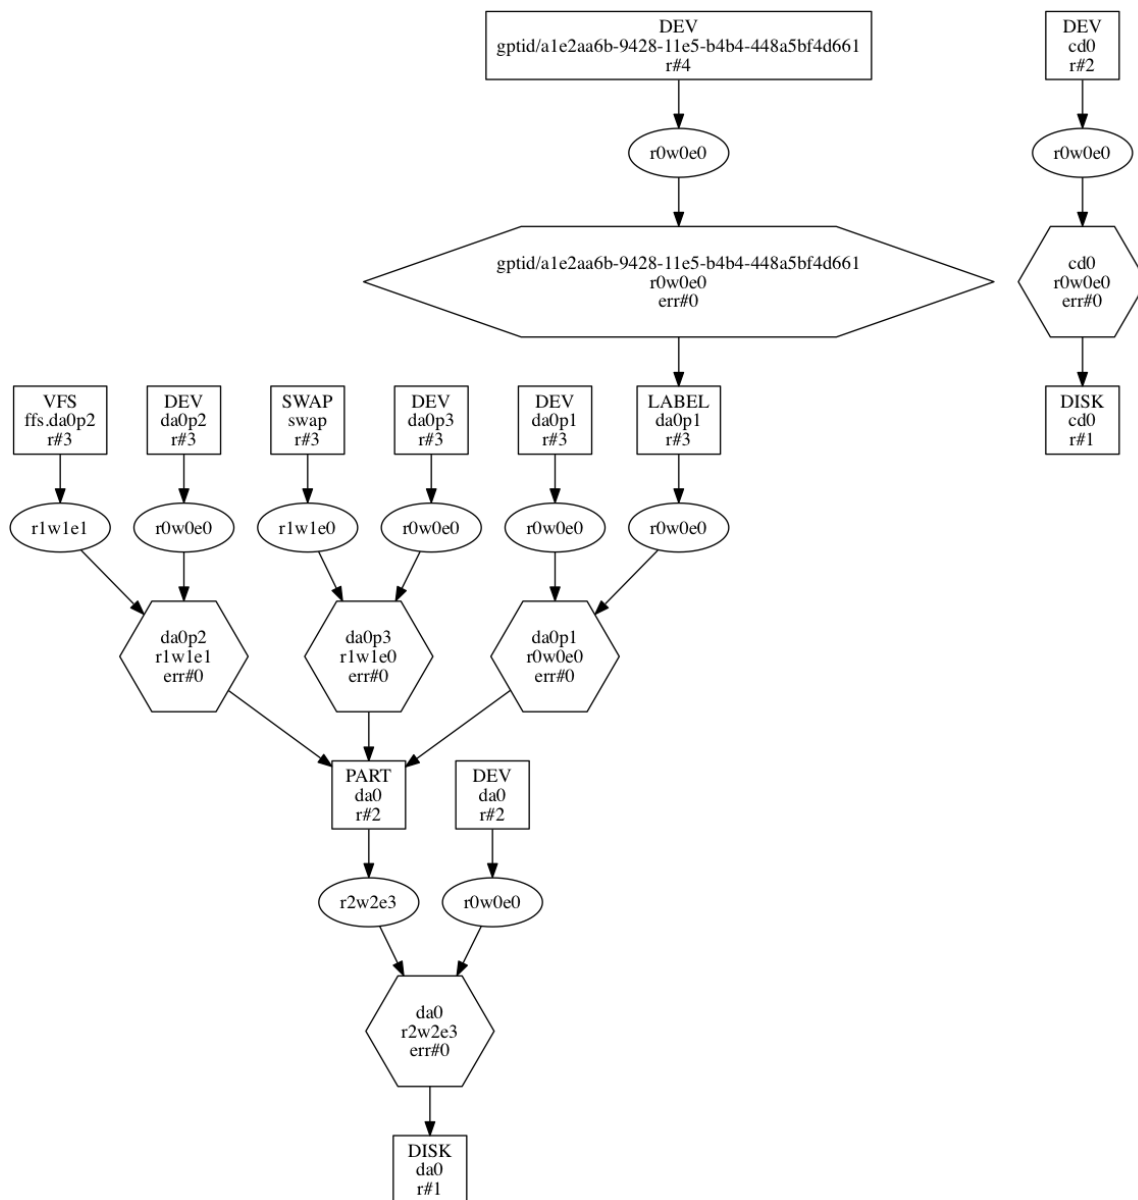 DEV
gptid/a1e2aa6b-9428-11e5-b4b4-448a5bf4d661
r#4
DEV
cd0
r#2
r0w0e0
r0w0e0
gptid/a1e2aa6b-9428-11e5-b4b4-448a5bf4d661
r0w0e0
err#0
cd0
r0w0e0
err#0
VFS
ffs.da0p2
r#3
DEV
da0p2
r#3
SWAP
swap
r#3
DEV
da0p3
r#3
DEV
da0p1
r#3
LABEL
da0p1
r#3
DISK
cd0
r#1
r1w1e1
r0w0e0
r1w1e0
r0w0e0
r0w0e0
r0w0e0
da0p2
r1w1e1
err#0
da0p3
r1w1e0
err#0
da0p1
r0w0e0
err#0
PART
da0
r#2
DEV
da0
r#2
r2w2e3
r0w0e0
da0
r2w2e3
err#0
DISK
da0
r#1